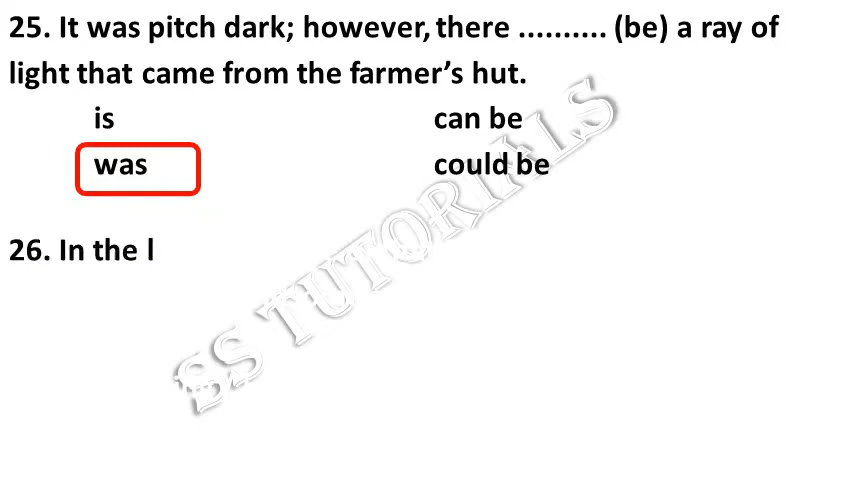 25. It was pitch dark; however, there .......... (be) a ray of
light that came from the farmer's hut.
is can be
was could be
26. In the l
SS TUTORIALS